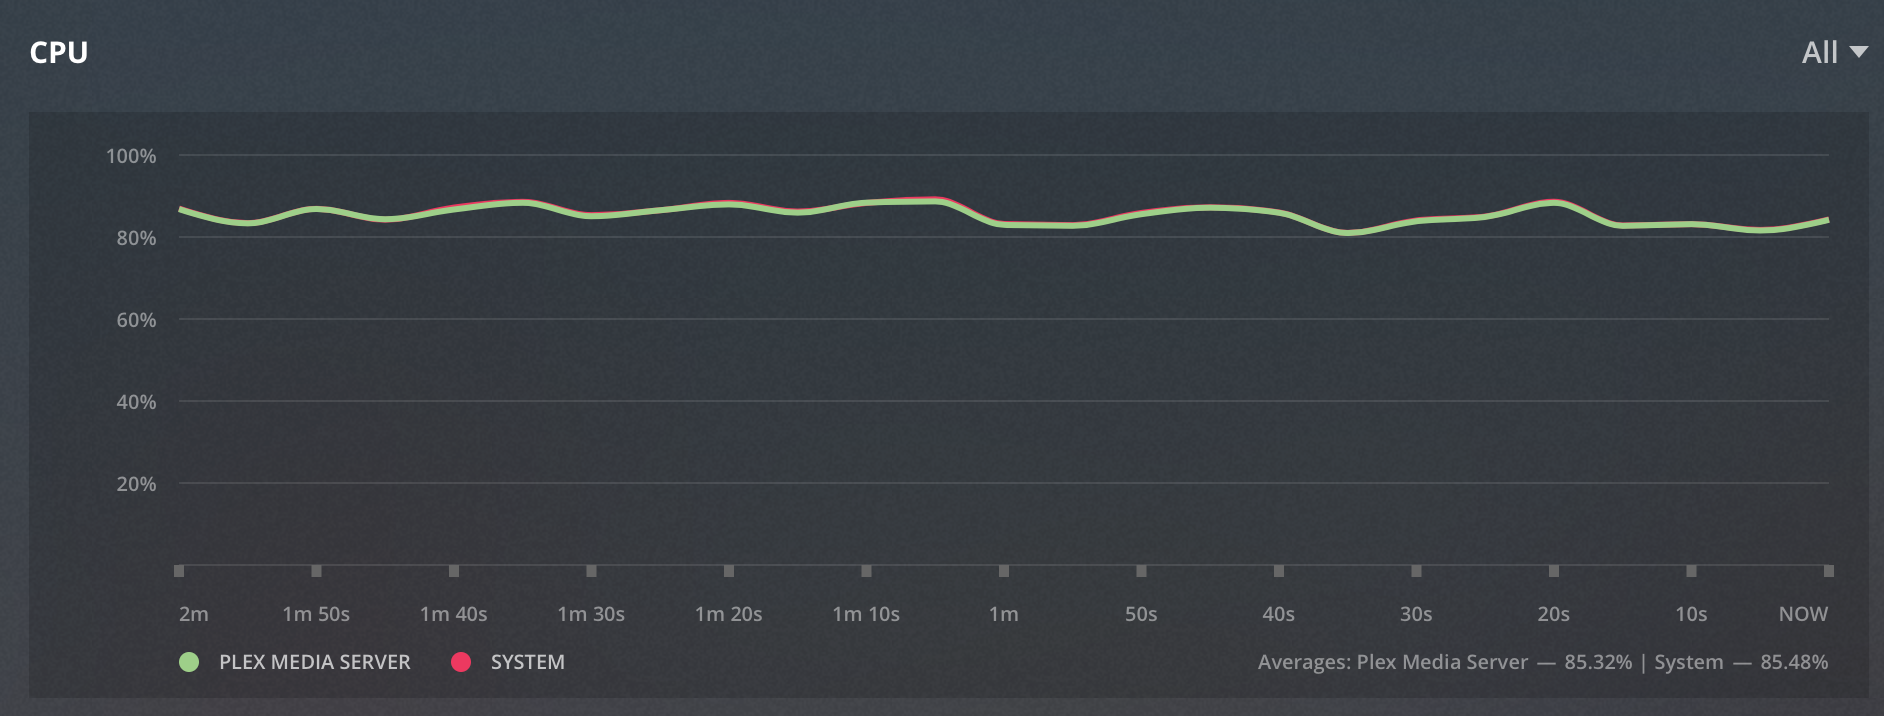 CPU
All
100%
80%
60%
40%
20%
2m 1m 50s 1m 40s 1m 30s 1m 20s 1m 10s 1m 50s 40s 30s 20s 10s NOW
PLEX MEDIA SERVER SYSTEM Averages: Plex Media Server — 85.32% | System — 85.48%